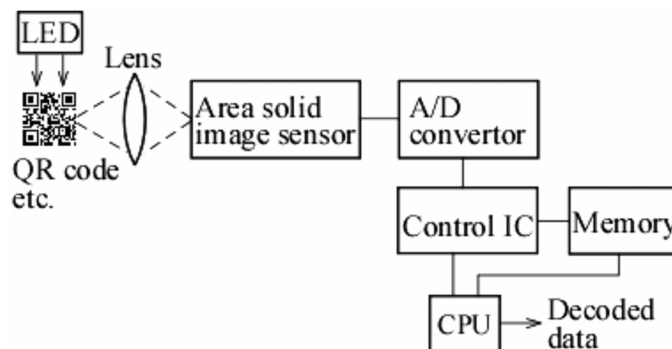 LED
Lens
QR code
etc.
Area solid
image sensor
A/D
convertor
Control IC
Memory
CPU
Decoded
data